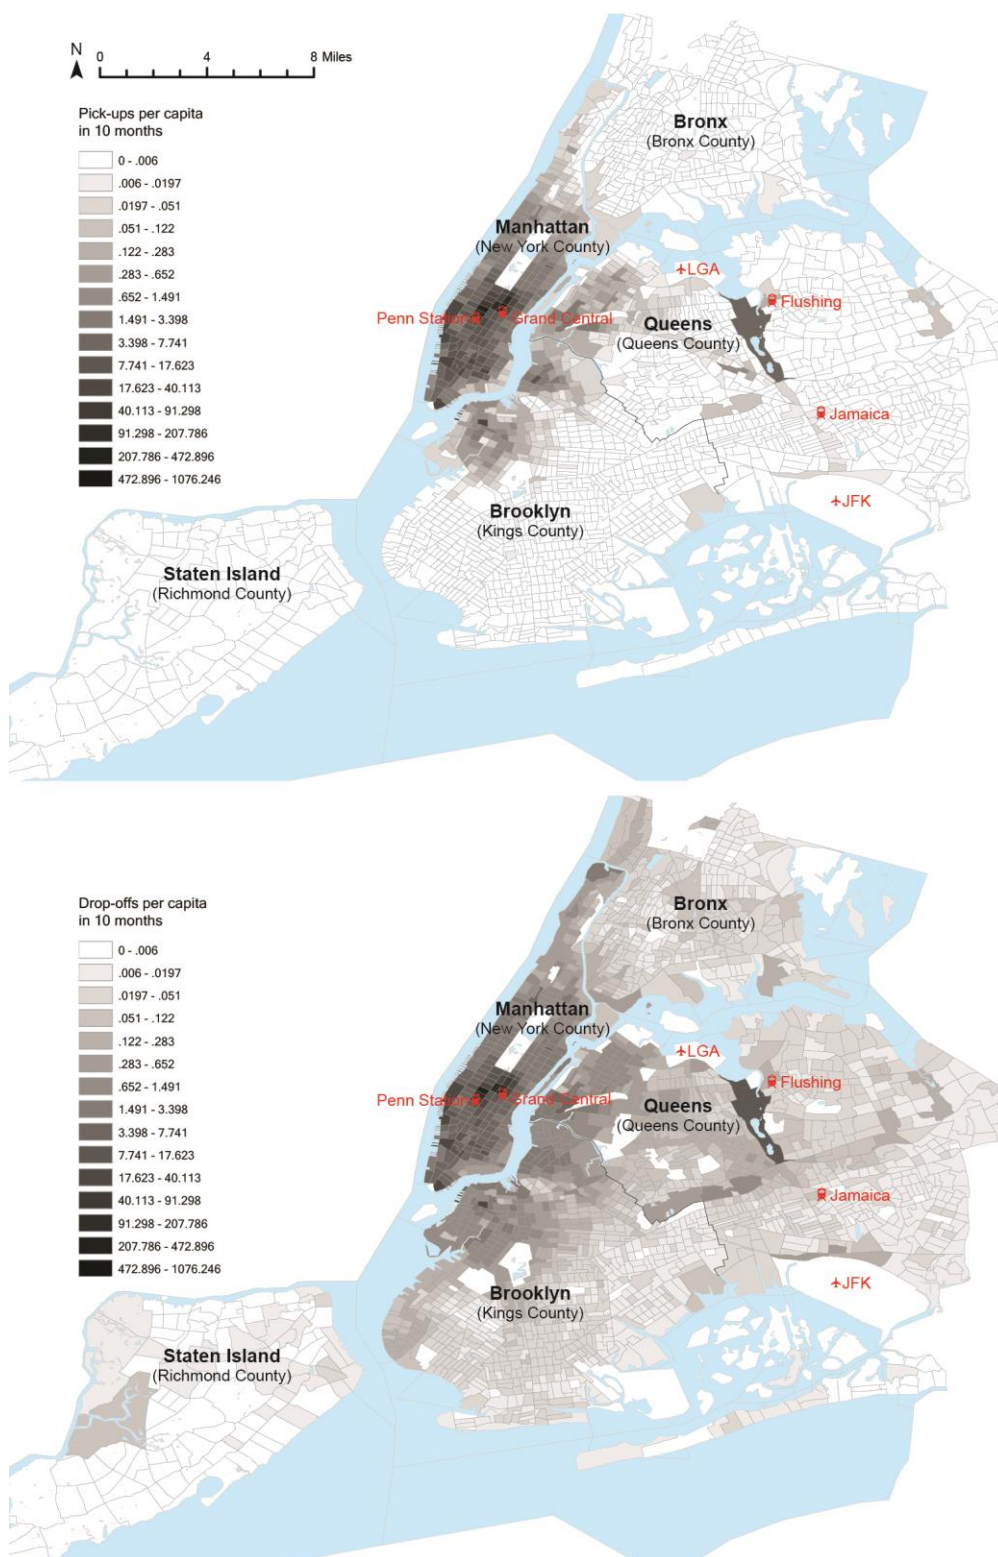 N
0 4 8 Miles
Pick-ups per capita
in 10 months
0 - .006
.006 - .0197
.0197 - .051
.051 - .122
.122 - .283
.283 - .652
.652 - 1.491
1.491 - 3.398
3.398 - 7.741
7.741 - 17.623
17.623 - 40.113
40.113 - 91.298
91.298 - 207.786
207.786 - 472.896
472.896 - 1076.246
Bronx
(Bronx County)
Manhattan
(New York County)
LGA
Flushing
Penn Station
Grand Central
Queens
(Queens County)
Jamaica
JFK
Brooklyn
(Kings County)
Staten Island
(Richmond County)
Drop-offs per capita
in 10 months
0 - .006
.006 - .0197
.0197 - .051
.051 - .122
.122 - .283
.283 - .652
.652 - 1.491
1.491 - 3.398
3.398 - 7.741
7.741 - 17.623
17.623 - 40.113
40.113 - 91.298
91.298 - 207.786
207.786 - 472.896
472.896 - 1076.246
Bronx
(Bronx County)
Manhattan
(New York County)
LGA
Flushing
Penn Station
Grand Central
Queens
(Queens County)
Jamaica
JFK
Brooklyn
(Kings County)
Staten Island
(Richmond County)